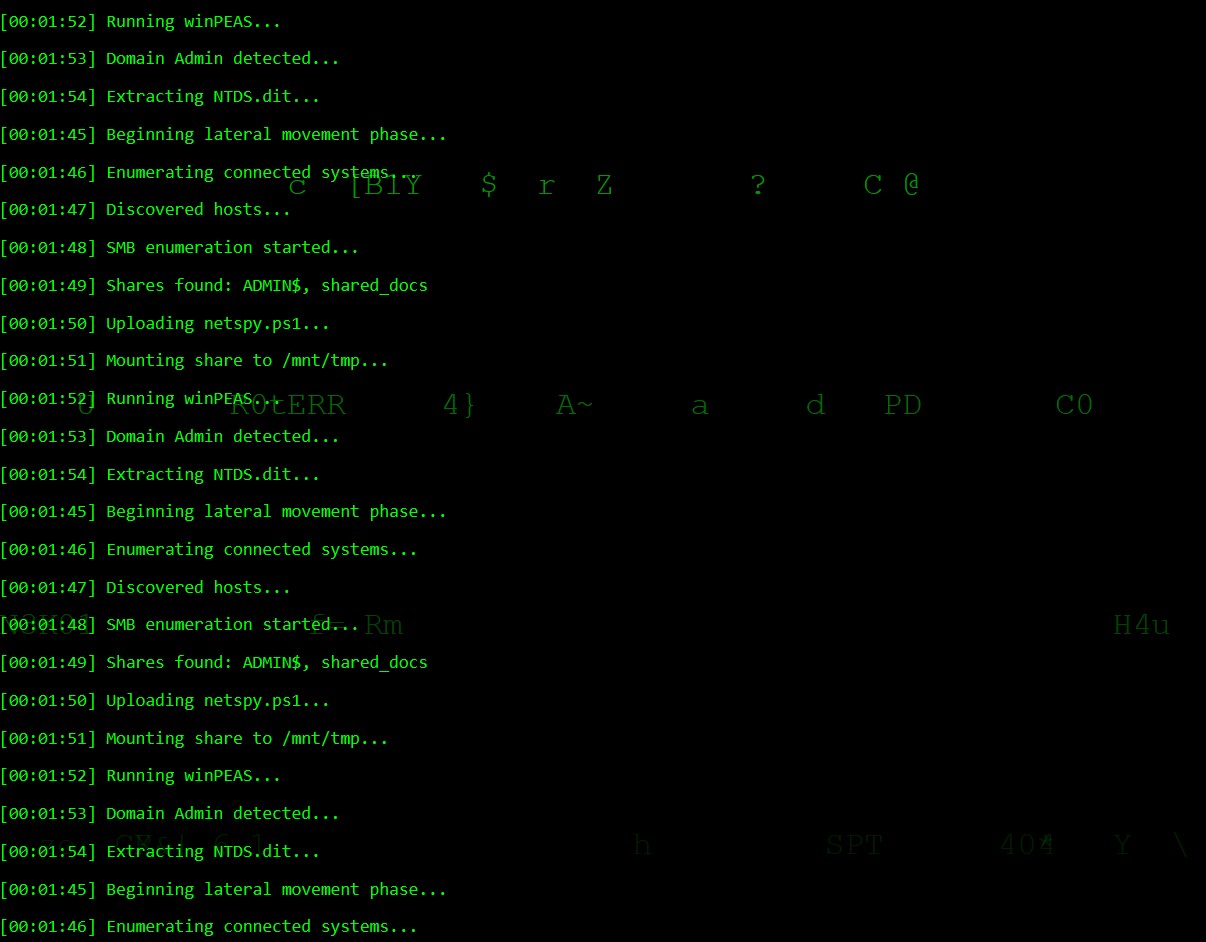 [00:01:52] Running winPEAS...
[00:01:53] Domain Admin detected...
[00:01:54] Extracting NTDS.dit...
[00:01:45] Beginning lateral movement phase...
[00:01:46] Enumerating connected systems...
c [BlY $ r Z ? C @
[00:01:47] Discovered hosts...
[00:01:48] SMB enumeration started...
[00:01:49] Shares found: ADMIN$, shared_docs
[00:01:50] Uploading netspy.ps1...
[00:01:51] Mounting share to /mnt/tmp...
[00:01:52] Running winPEAS...
R0tERR 4} A~ a d PD C0
[00:01:53] Domain Admin detected...
[00:01:54] Extracting NTDS.dit...
[00:01:45] Beginning lateral movement phase...
[00:01:46] Enumerating connected systems...
[00:01:47] Discovered hosts...
[00:01:48] SMB enumeration started...
Rm H4u
[00:01:49] Shares found: ADMIN$, shared_docs
[00:01:50] Uploading netspy.ps1...
[00:01:51] Mounting share to /mnt/tmp...
[00:01:52] Running winPEAS...
[00:01:53] Domain Admin detected...
h SPT Y \
[00:01:54] Extracting NTDS.dit...
[00:01:45] Beginning lateral movement phase...
[00:01:46] Enumerating connected systems...